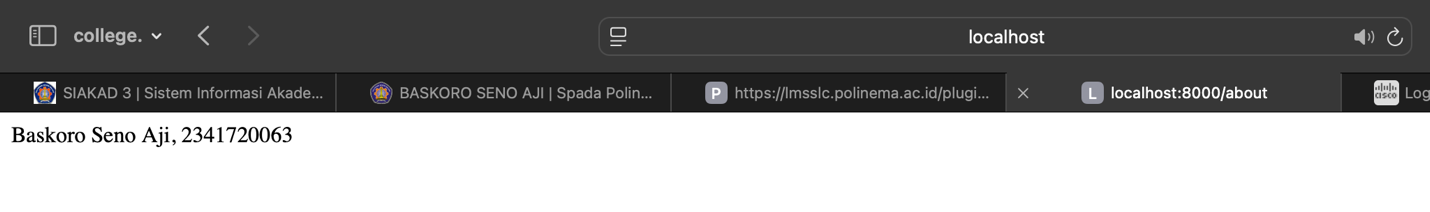 college.
localhost
SIAKAD 3 | Sistem Informasi Akade...
BASKORO SENO AJI | Spada Polin...
P
https://lmsslc.polinema.ac.id/plugi...
L
localhost:8000/about
cisco
Log
Baskoro Seno Aji, 2341720063